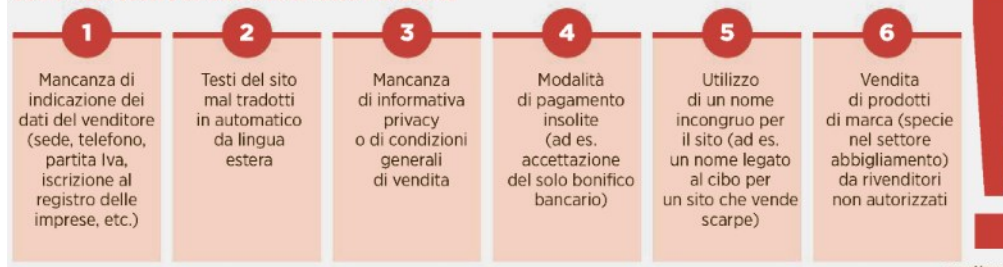 1
Mancanza di
indicazione dei
dati del venditore
(sede, telefono,
partita Iva,
iscrizione al
registro delle
imprese, etc.)
2
Testi del sito
mal tradotti
in automatico
da lingua
estera
3
Mancanza
di informativa
privacy
o di condizioni
generali
di vendita
4
Modalità
di pagamento
insolite
(ad es.
accettazione
del solo bonifico
bancario)
5
Utilizzo
di un nome
incongruo per
il sito (ad es.
un nome legato
al cibo per
un sito che vende
scarpe)
6
Vendita
di prodotti
di marca (specie
nel settore
abbigliamento)
da rivenditori
non autorizzati
!